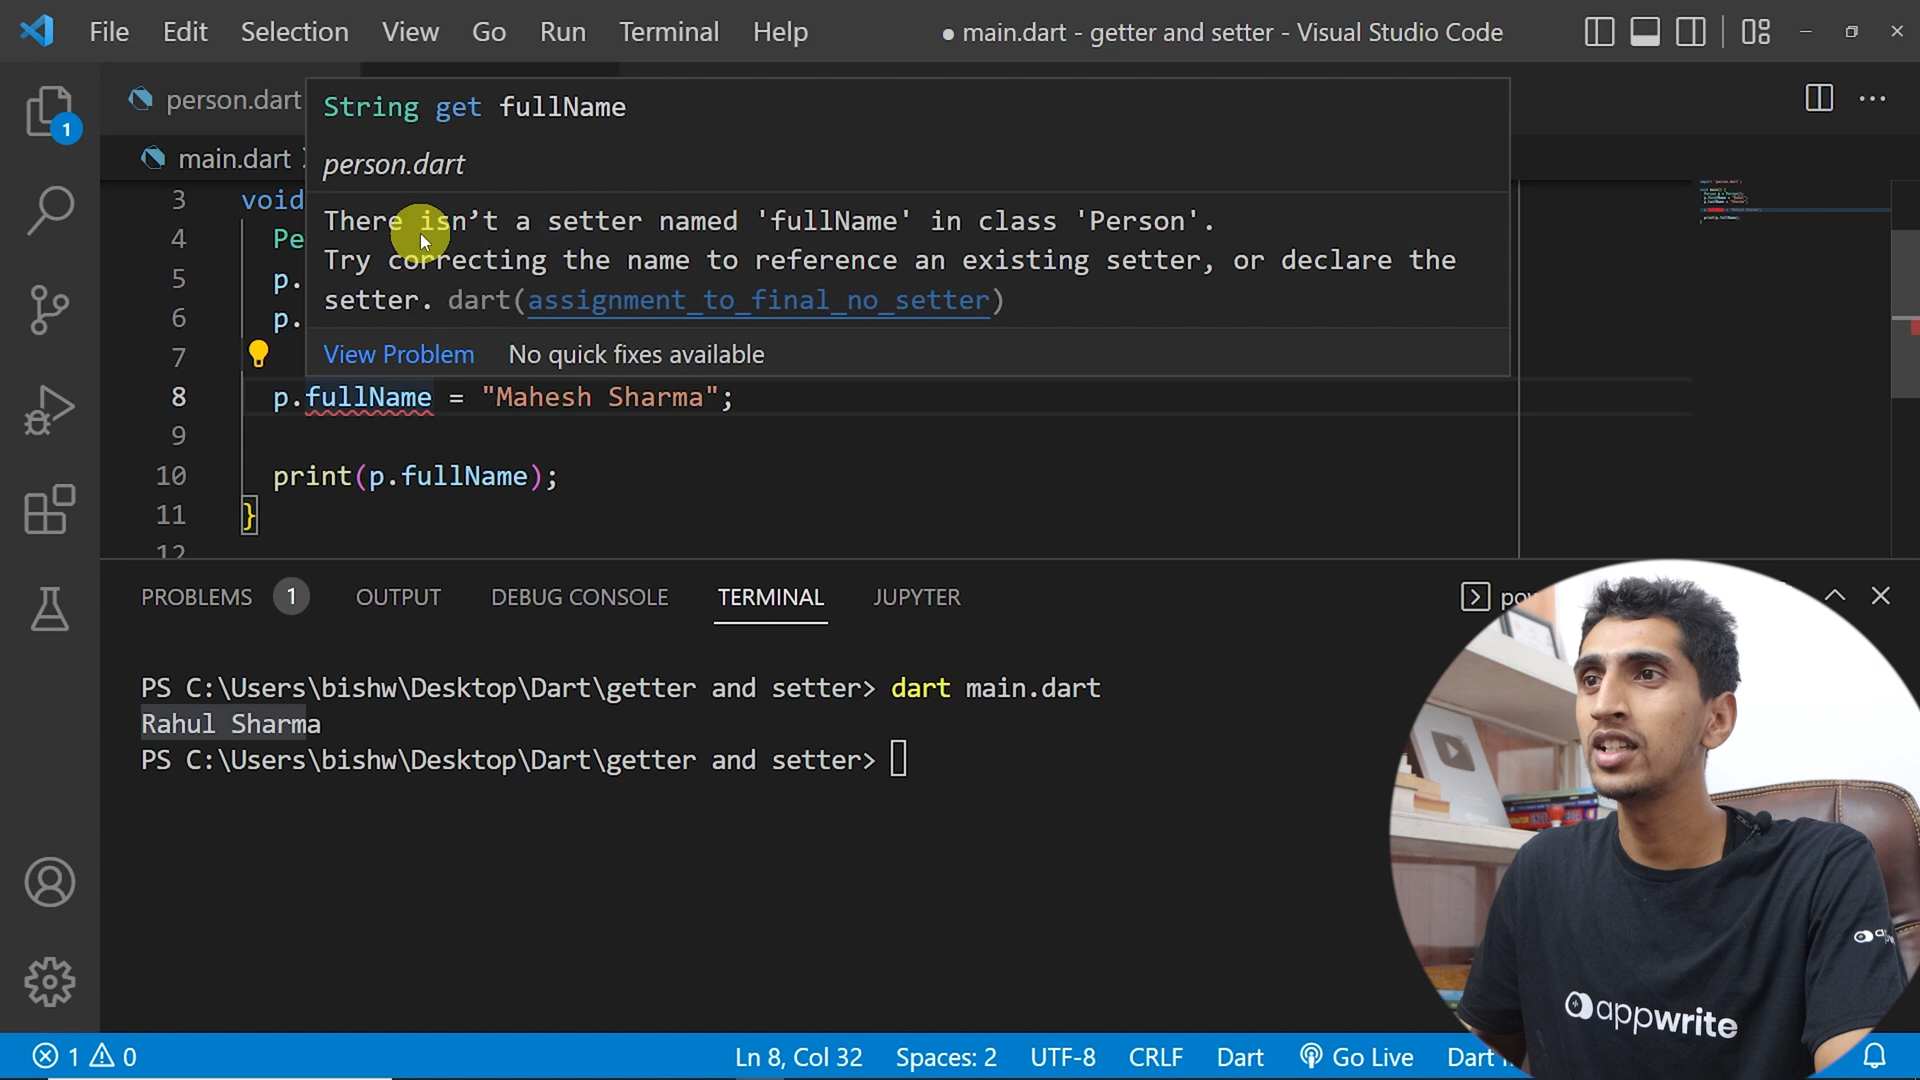 File Edit Selection View Go Run Terminal Help
● main.dart - getter and setter - Visual Studio Code
person.dart
main.dart
String get fullName
person.dart
There isn't a setter named 'fullName' in class 'Person'.
Try correcting the name to reference an existing setter, or declare the
setter. dart(assignment_to_final_no_setter)
View Problem No quick fixes available
1
3 void
4 Pe
5 p.
6 p.
7
8 p.fullName = "Mahesh Sharma";
9
10 print(p.fullName);
11 }
12
PROBLEMS 1 OUTPUT DEBUG CONSOLE TERMINAL JUPYTER
PS C:\Users\bishw\Desktop\Dart\getter and setter> dart main.dart
Rahul Sharma
PS C:\Users\bishw\Desktop\Dart\getter and setter>
appwrite
1 0 Ln 8, Col 32 Spaces: 2 UTF-8 CRLF Dart Go Live Dart